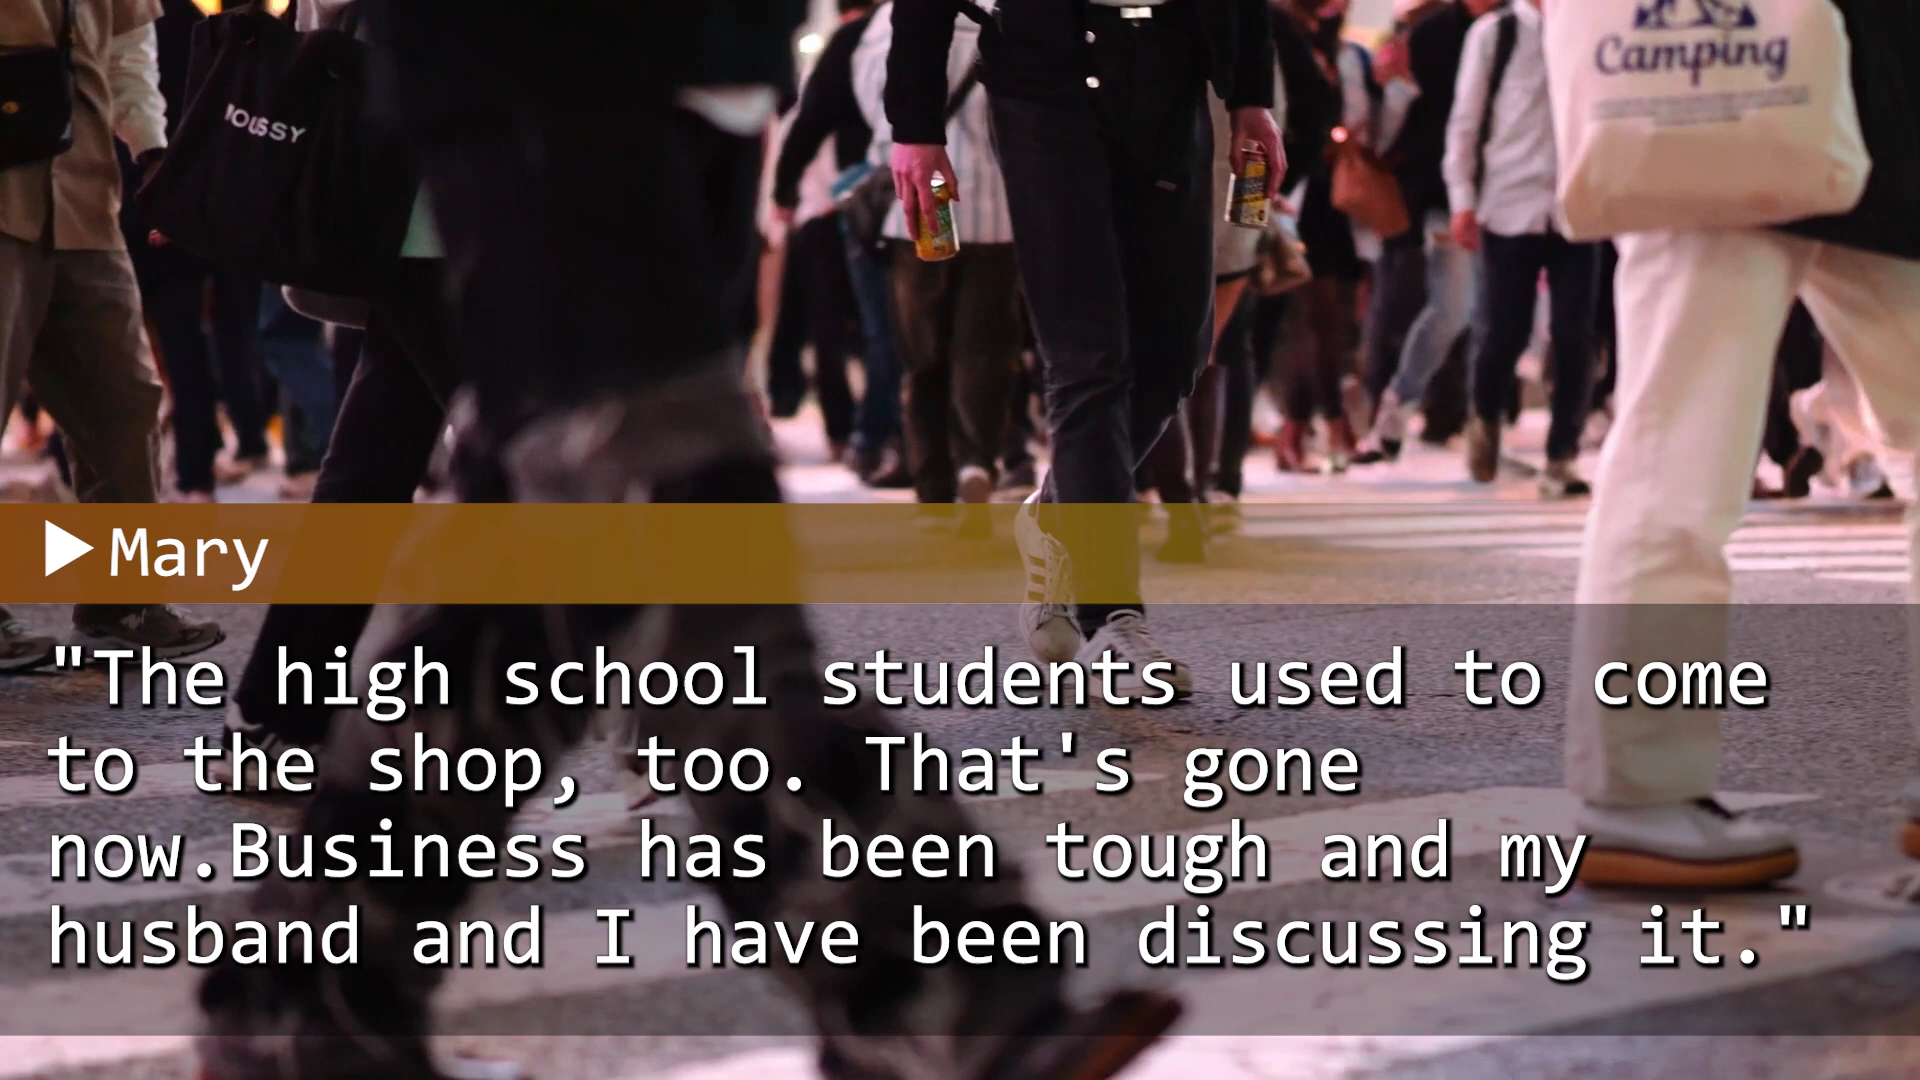 Camping
OUSSY
▶Mary
"The high school students used to come
to the shop, too. That's gone
now.Business has been tough and my
husband and I have been discussing it."